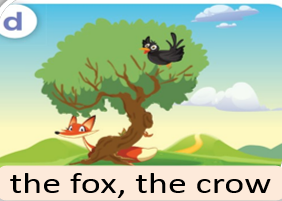 d
the fox, the crow